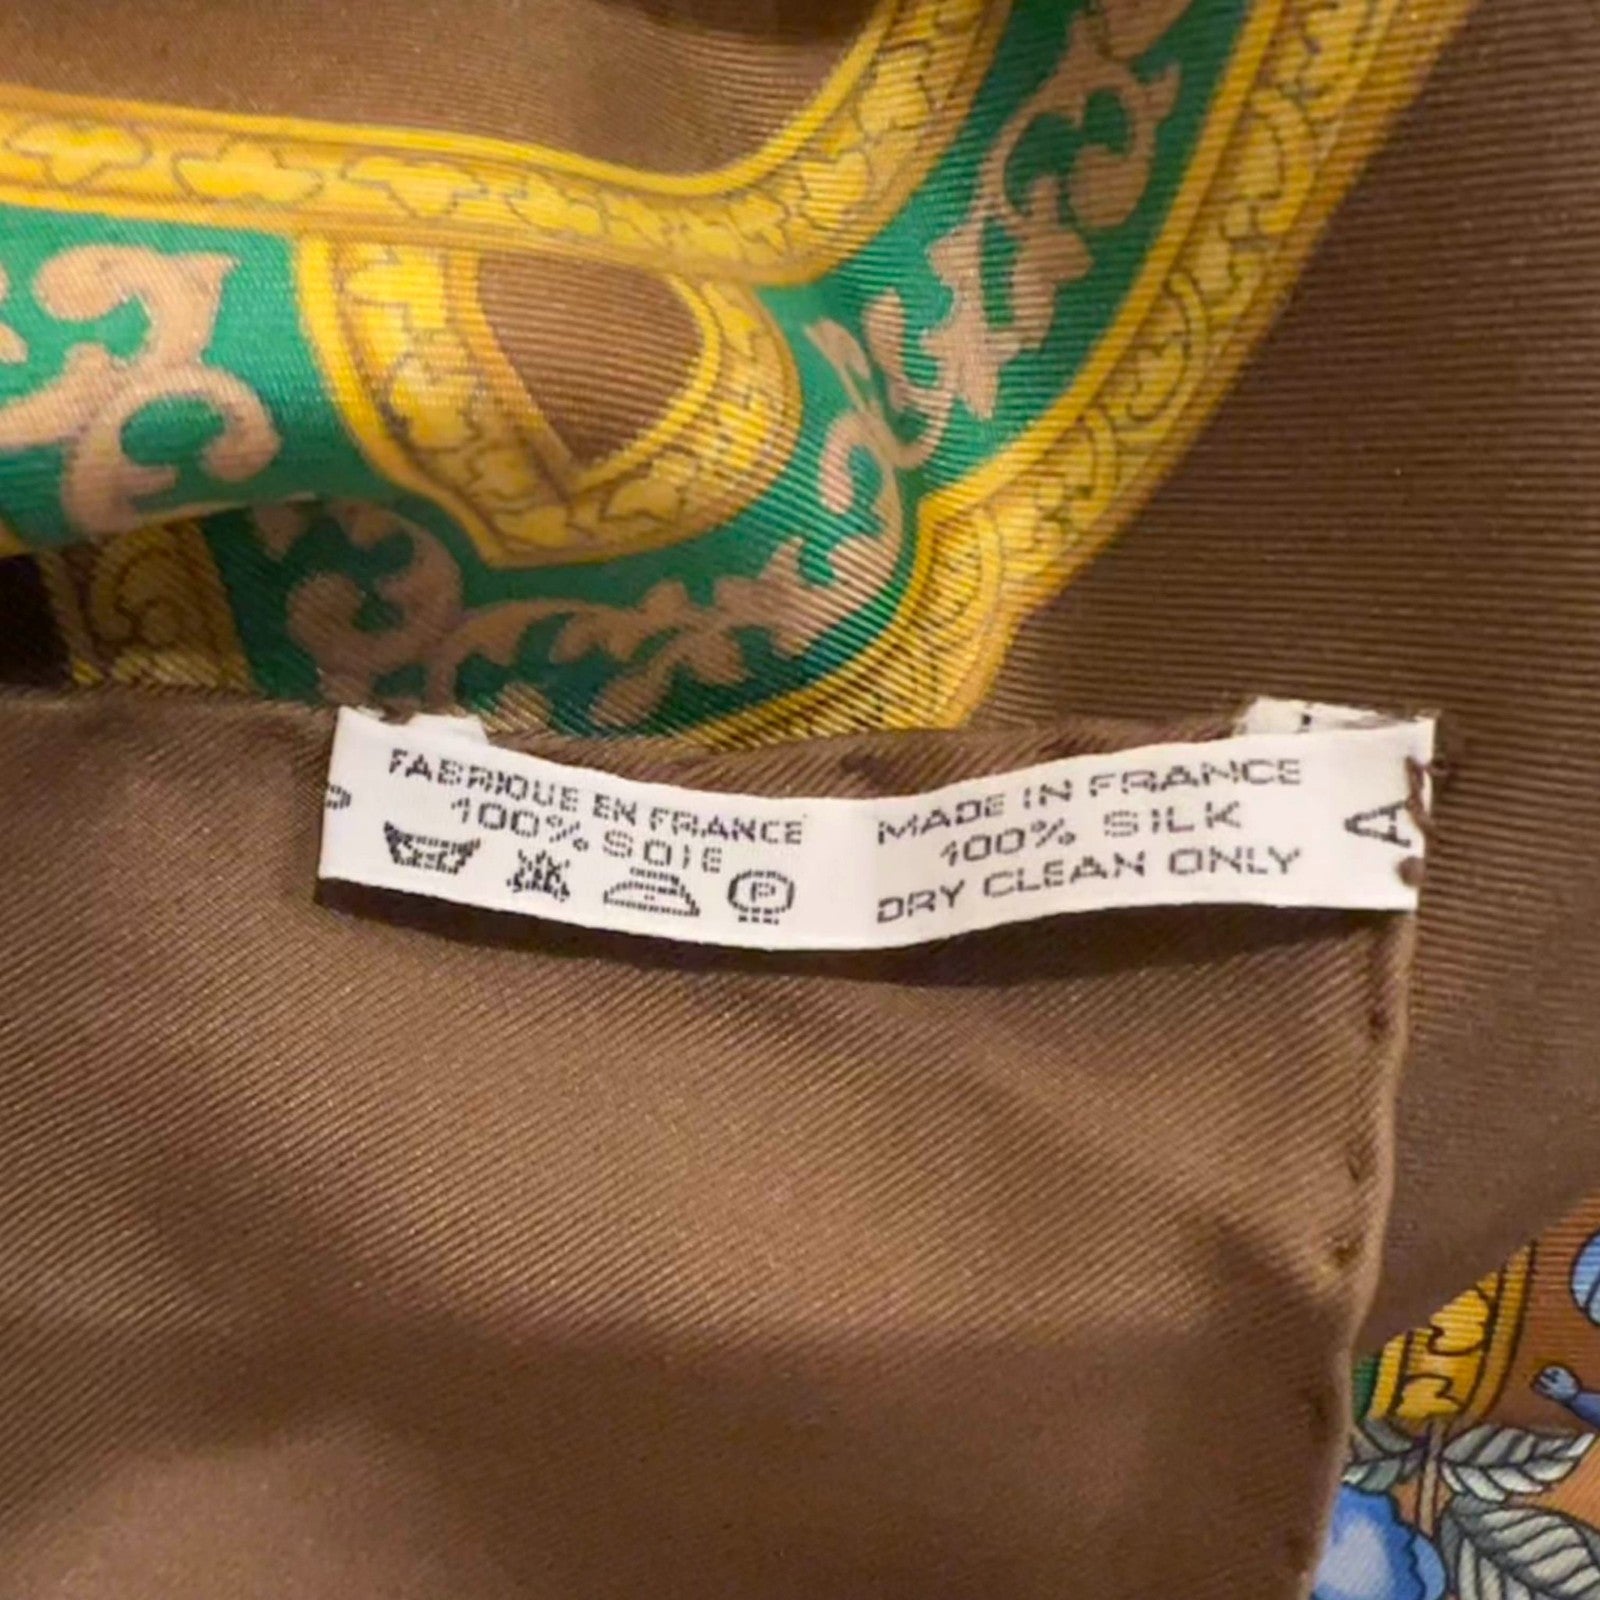 FABRIQUE EN FRANCE
100% SOIE
P
MADE IN FRANCE
100% SILK
DRY CLEAN ONLY
A